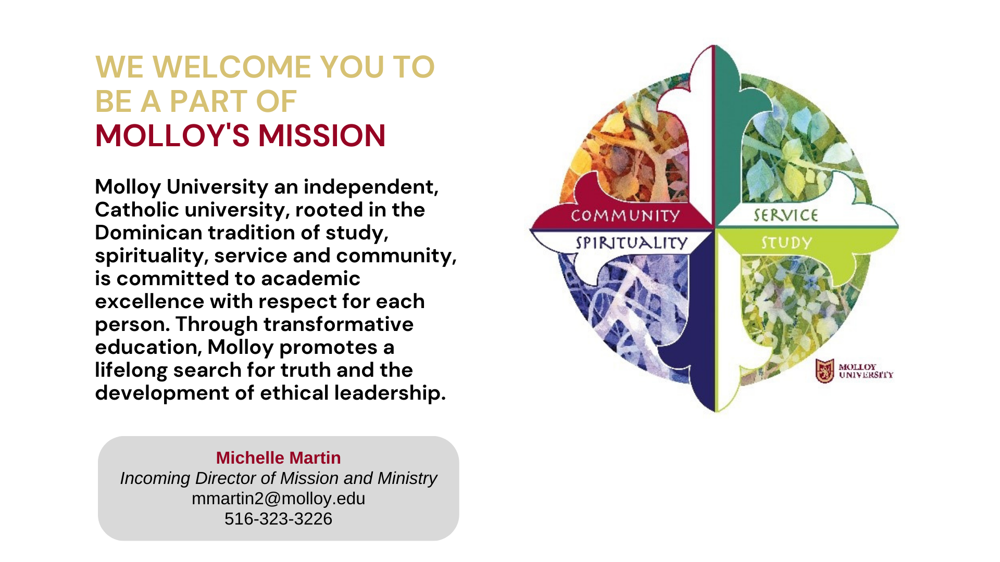 WE WELCOME YOU TO
BE A PART OF
MOLLOY'S MISSION
Molloy University an independent,
Catholic university, rooted in the
Dominican tradition of study,
spirituality, service and community,
is committed to academic
excellence with respect for each
person. Through transformative
education, Molloy promotes a
lifelong search for truth and the
development of ethical leadership.
Michelle Martin
Incoming Director of Mission and Ministry
mmartin2@molloy.edu
516-323-3226
COMMUNITY
SERVICE
SPIRITUALITY
STUDY
MOLLOY
UNIVERSITY